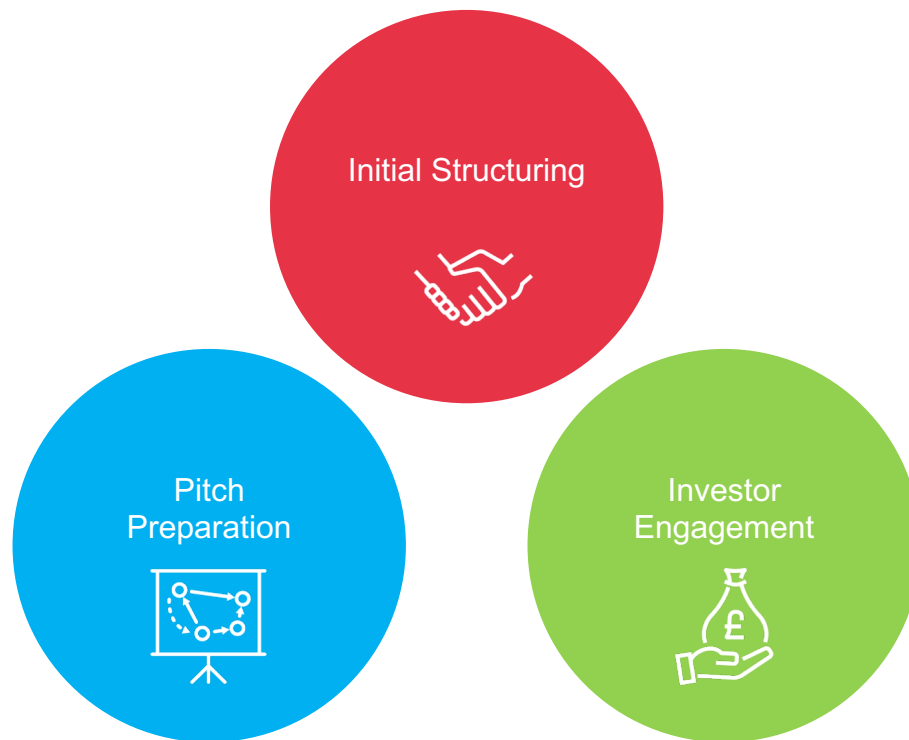 Initial Structuring
Pitch
Preparation
Investor
Engagement
£